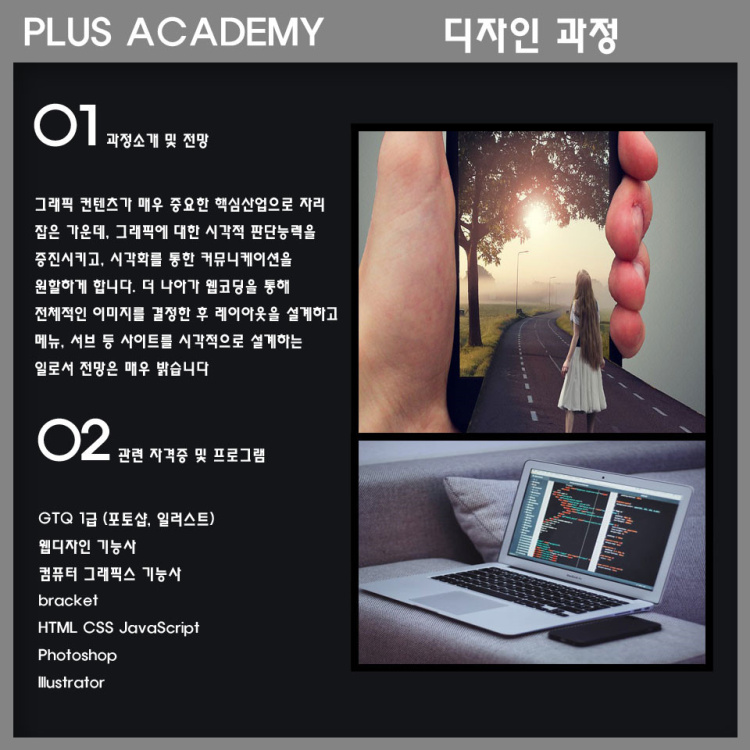 PLUS ACADEMY 디자인 과정
01 과정소개 및 전망
그래픽 컨텐츠가 매우 중요한 핵심산업으로 자리
잡은 가운데, 그래픽에 대한 시각적 판단능력을
증진시키고, 시각화를 통한 커뮤니케이션을
원할하게 합니다. 더 나아가 웹코딩을 통해
전체적인 이미지를 결정한 후 레이아웃을 설계하고
메뉴, 서브 등 사이트를 시각적으로 설계하는
일로서 전망은 매우 밝습니다
02 관련 자격증 및 프로그램
GTQ 1급 (포토샵, 일러스트)
웹디자인 기능사
컴퓨터 그래픽스 기능사
bracket
HTML CSS JavaScript
Photoshop
Illustrator